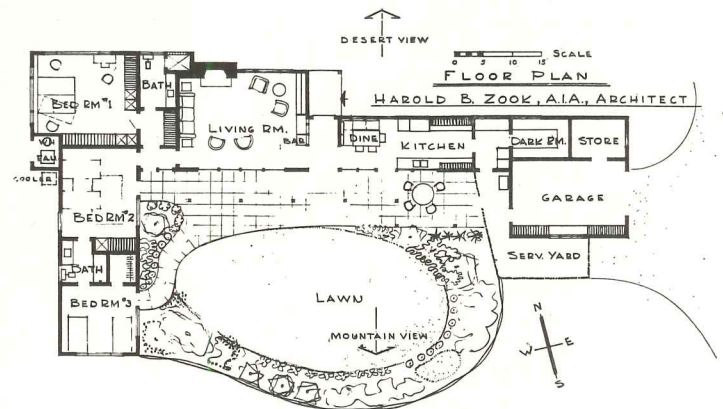 DESERT VIEW
0 5 10 15 SCALE
FLOOR PLAN
HAROLD B. ZOOK, A.I.A., ARCHITECT
BED RM #1
BATH
LIVING RM.
BAR
DINE
KITCHEN
DARK RM.
STORE
WH
FAU
COOLER
GARAGE
BED RM #2
BATH
SERV. YARD
BED RM #3
LAWN
MOUNTAIN VIEW
N
W E
S